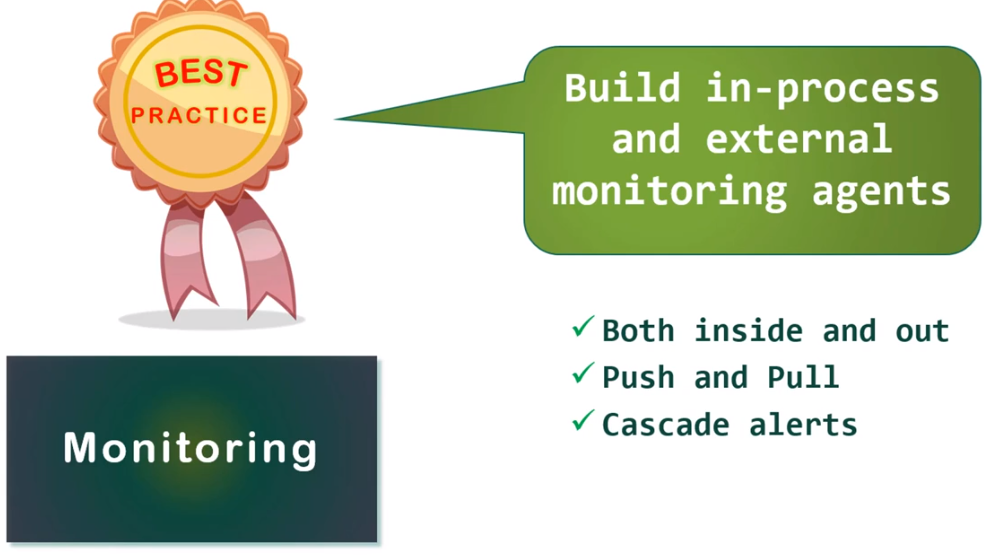 BEST
PRACTICE
Build in-process
and external
monitoring agents
✓ Both inside and out
✓ Push and Pull
✓ Cascade alerts
Monitoring